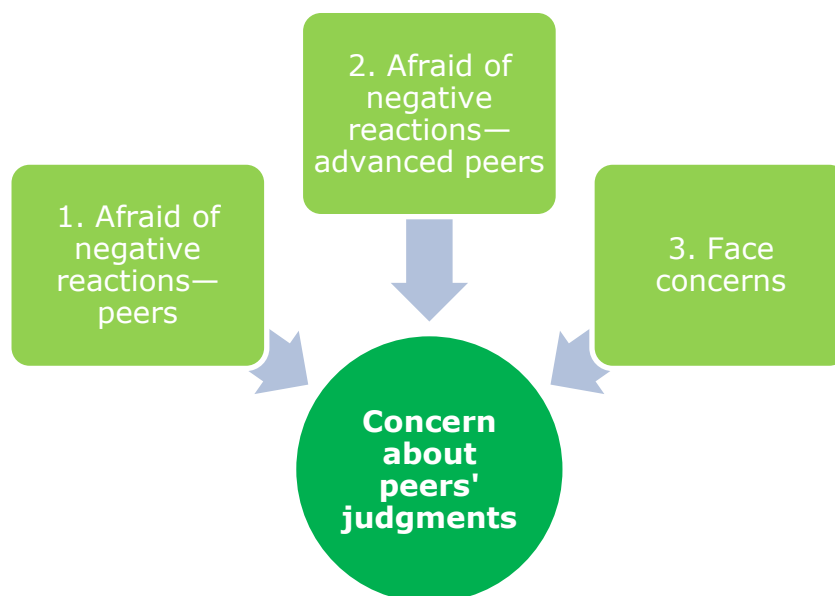 1. Afraid of
negative
reactions—
peers
2. Afraid of
negative
reactions—
advanced peers
3. Face
concerns
Concern
about
peers'
judgments